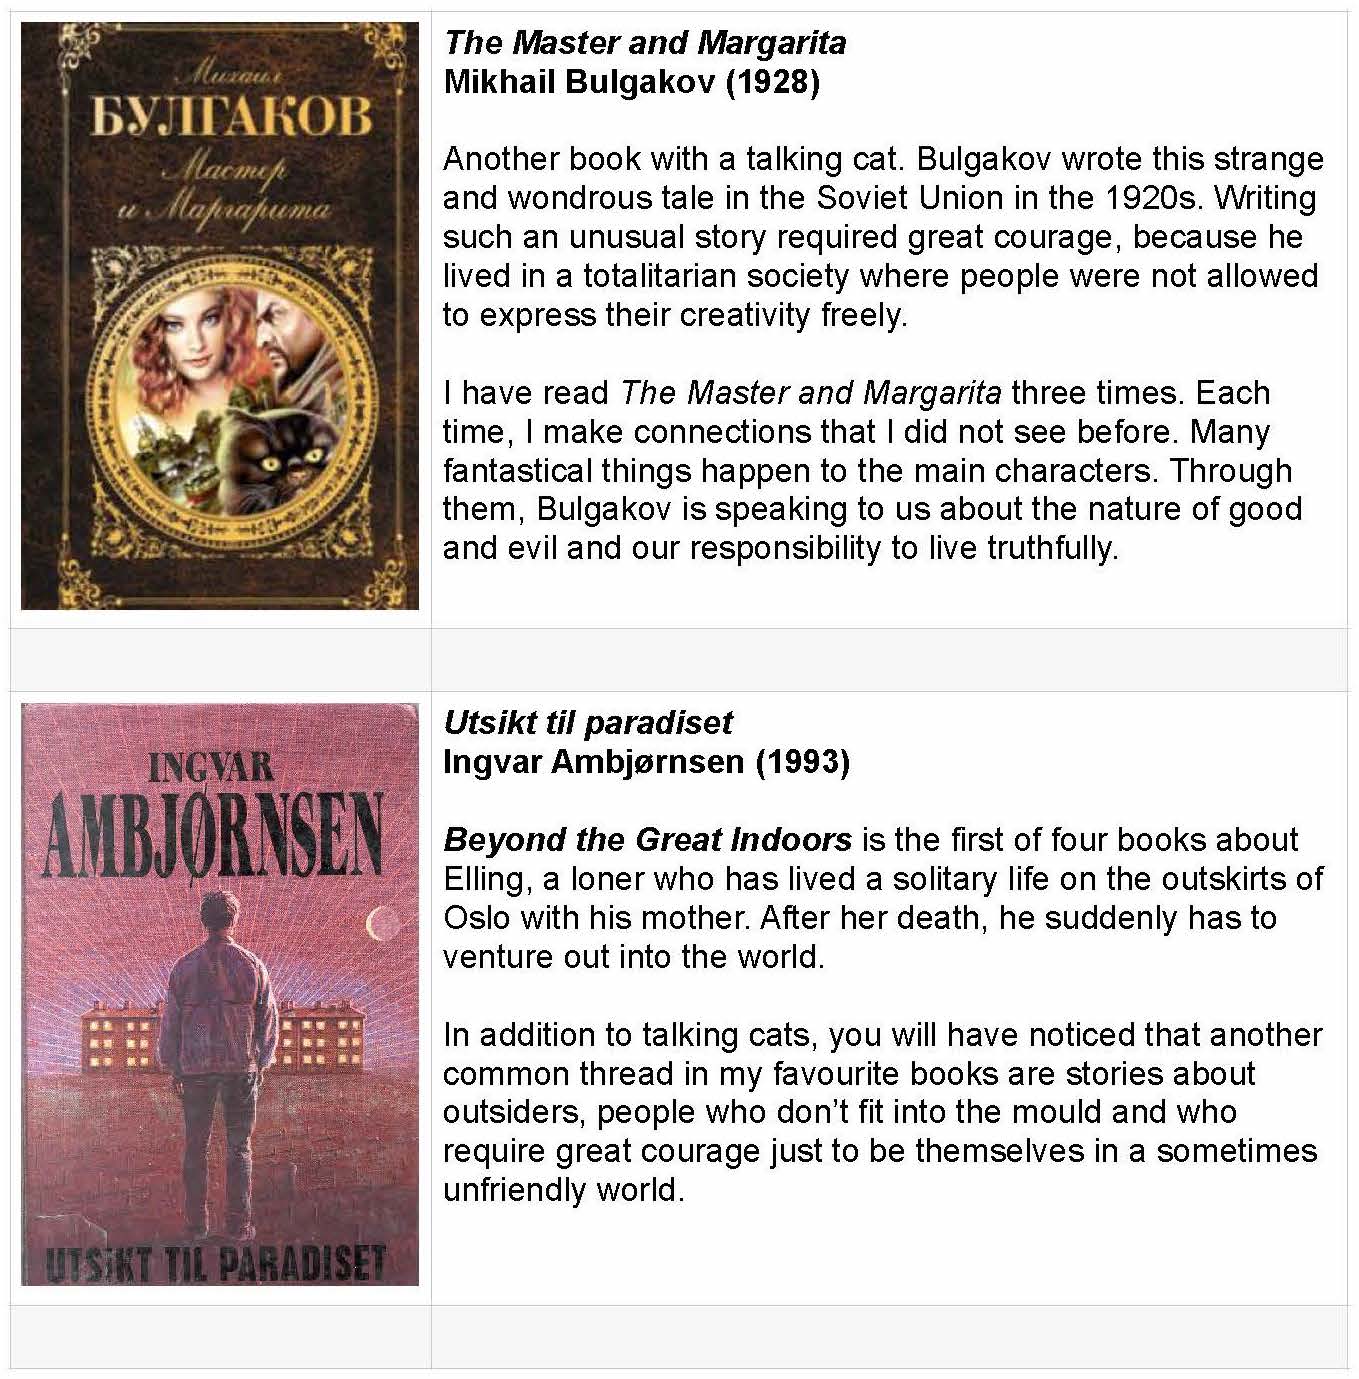 Михаил
БУЛГАКОВ
Мастер
и Маргарита
The Master and Margarita
Mikhail Bulgakov (1928)
Another book with a talking cat. Bulgakov wrote this strange
and wondrous tale in the Soviet Union in the 1920s. Writing
such an unusual story required great courage, because he
lived in a totalitarian society where people were not allowed
to express their creativity freely.
I have read The Master and Margarita three times. Each
time, I make connections that I did not see before. Many
fantastical things happen to the main characters. Through
them, Bulgakov is speaking to us about the nature of good
and evil and our responsibility to live truthfully.
INGVAR
AMBJØRNSEN
UTSIKT TIL PARADISET
Utsikt til paradiset
Ingvar Ambjørnsen (1993)
Beyond the Great Indoors is the first of four books about
Elling, a loner who has lived a solitary life on the outskirts of
Oslo with his mother. After her death, he suddenly has to
venture out into the world.
In addition to talking cats, you will have noticed that another
common thread in my favourite books are stories about
outsiders, people who don’t fit into the mould and who
require great courage just to be themselves in a sometimes
unfriendly world.